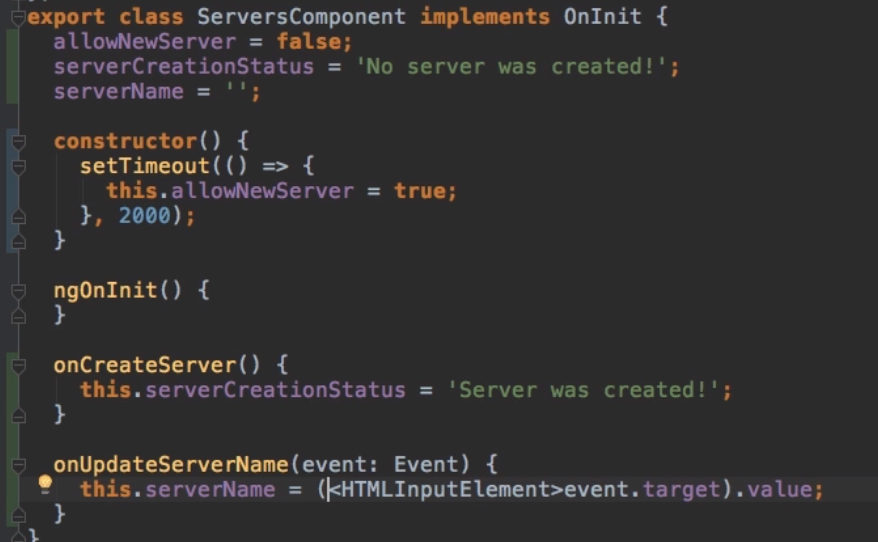 export class ServersComponent implements OnInit {
  allowNewServer = false;
  serverCreationStatus = 'No server was created!';
  serverName = '';
  constructor() {
    setTimeout(() => {
      this.allowNewServer = true;
    }, 2000);
  }
  ngOnInit() {
  }
  onCreateServer() {
    this.serverCreationStatus = 'Server was created!';
  }
  onUpdateServerName(event: Event) {
    this.serverName = (<HTMLInputElement>event.target).value;
  }
}